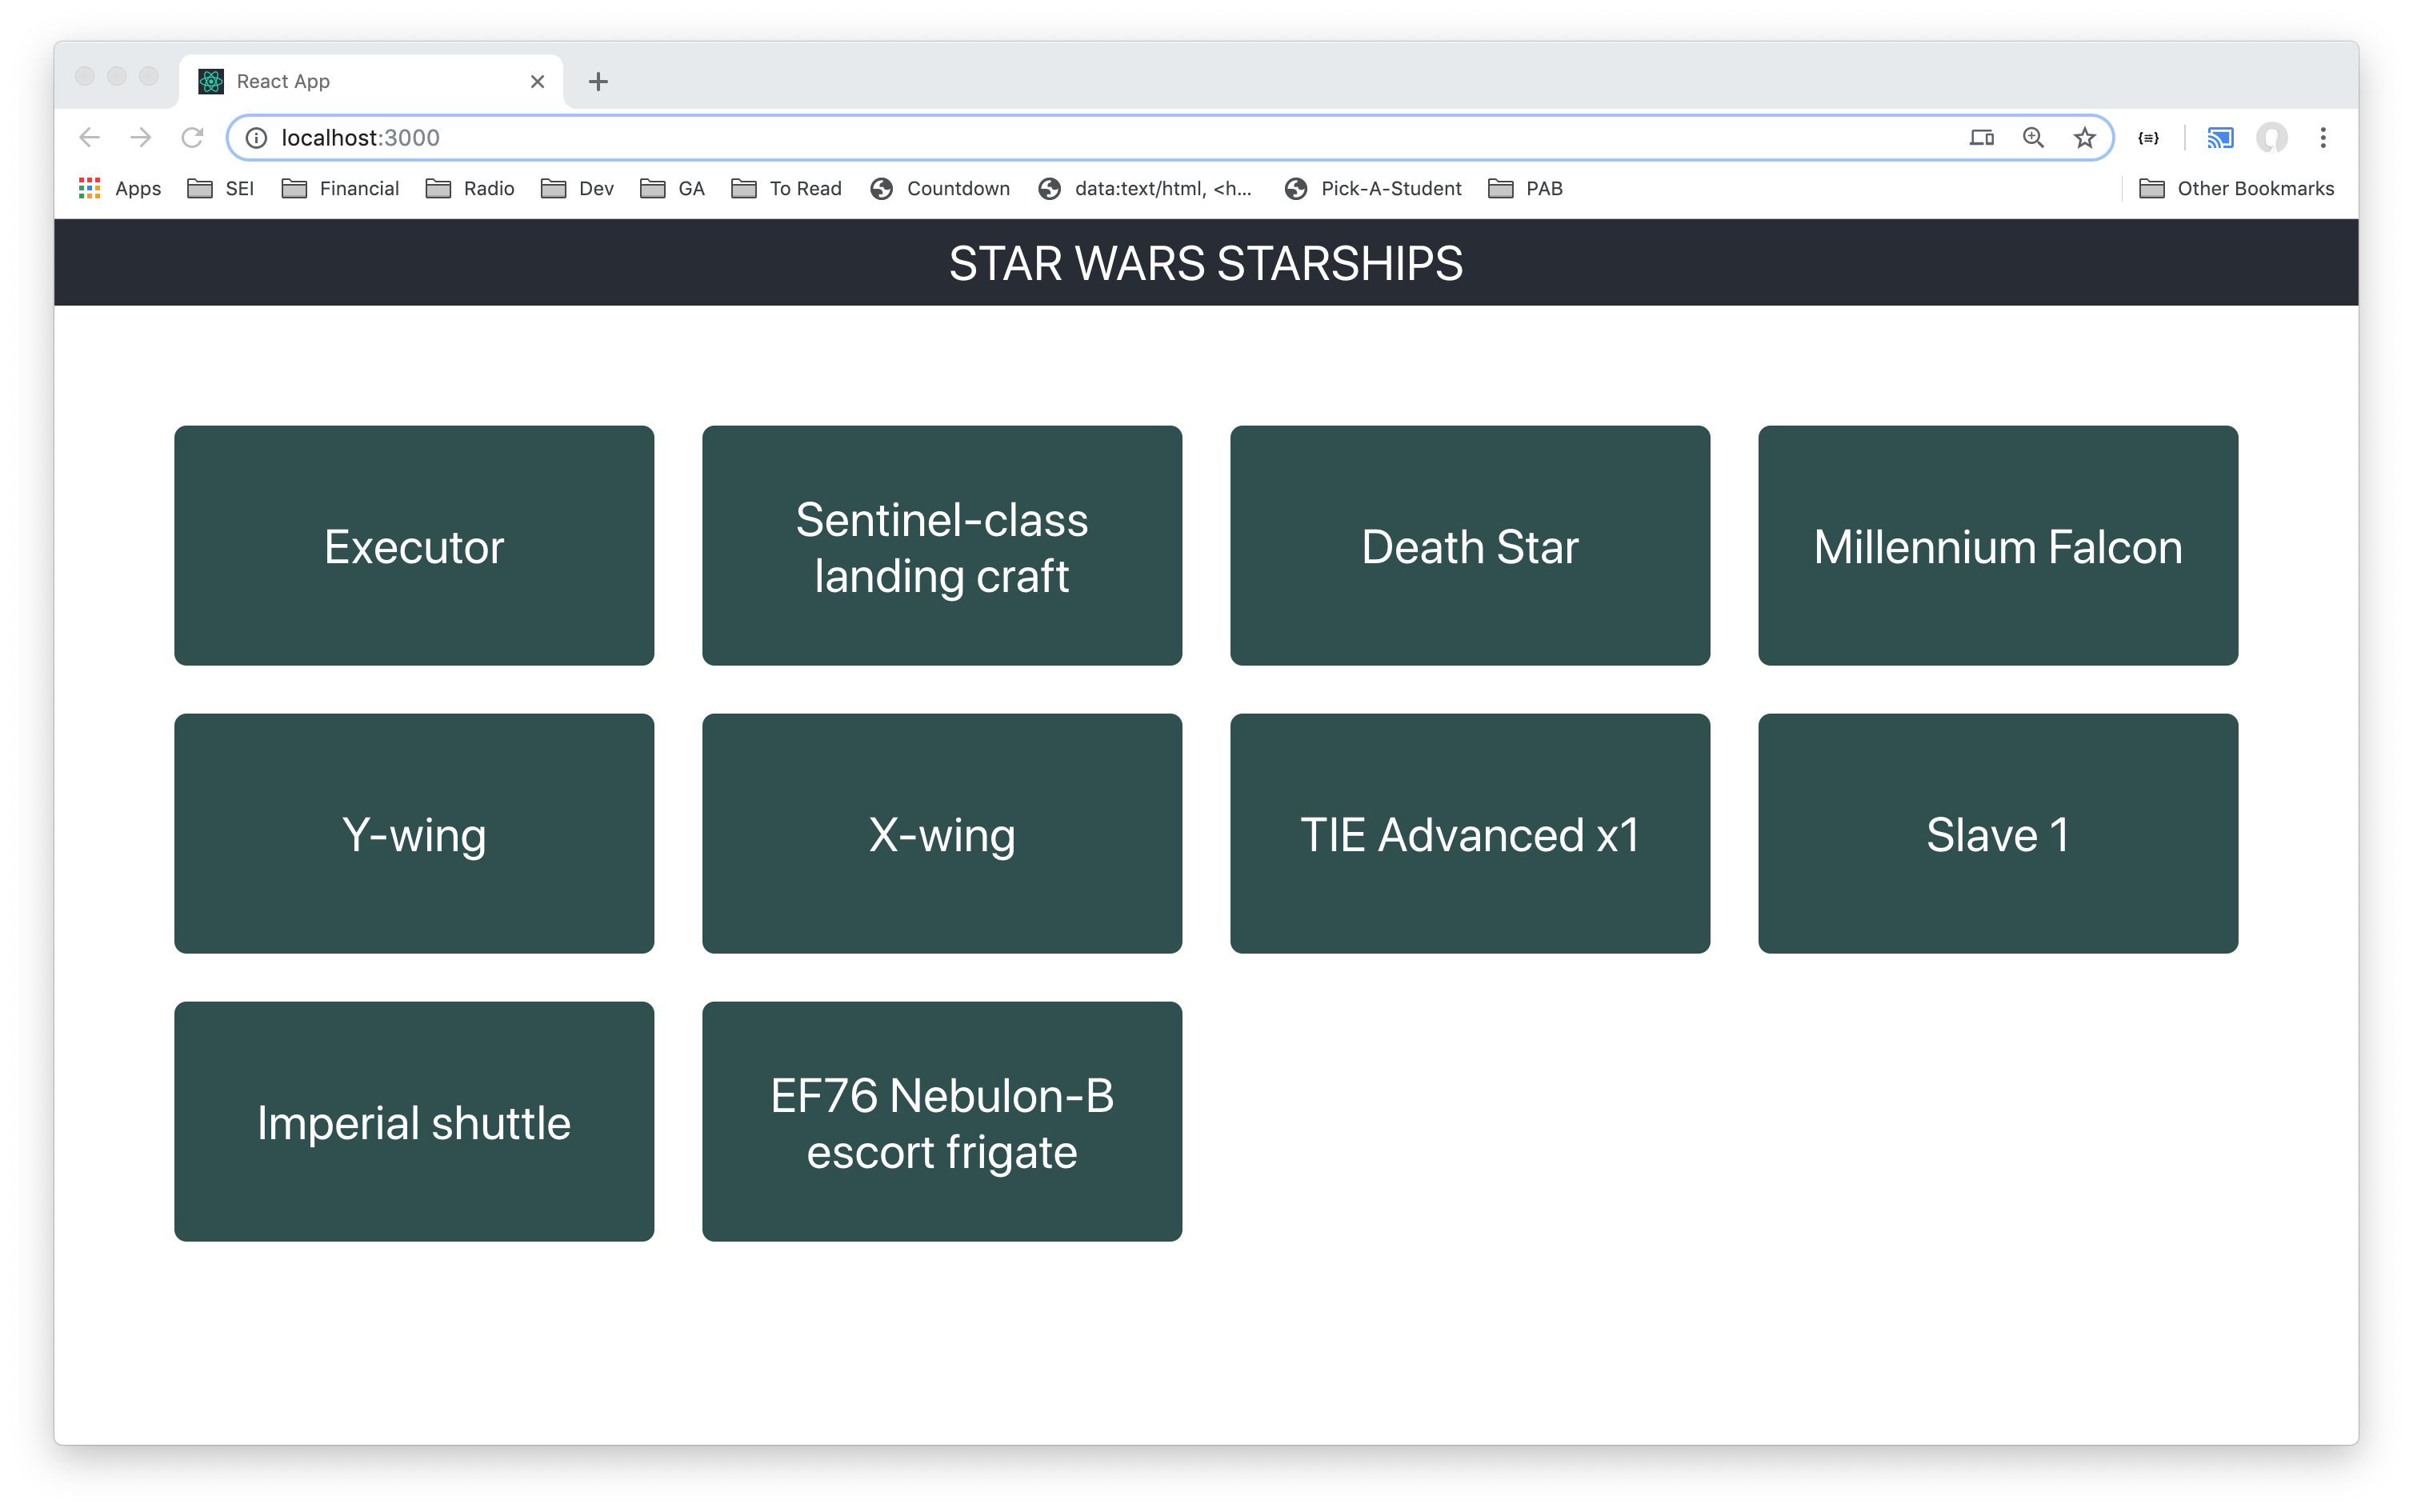 React App
localhost:3000
Apps SEI Financial Radio Dev GA To Read Countdown data:text/html, <h... Pick-A-Student PAB Other Bookmarks
STAR WARS STARSHIPS
Executor
Sentinel-class
landing craft
Death Star
Millennium Falcon
Y-wing
X-wing
TIE Advanced x1
Slave 1
Imperial shuttle
EF76 Nebulon-B
escort frigate